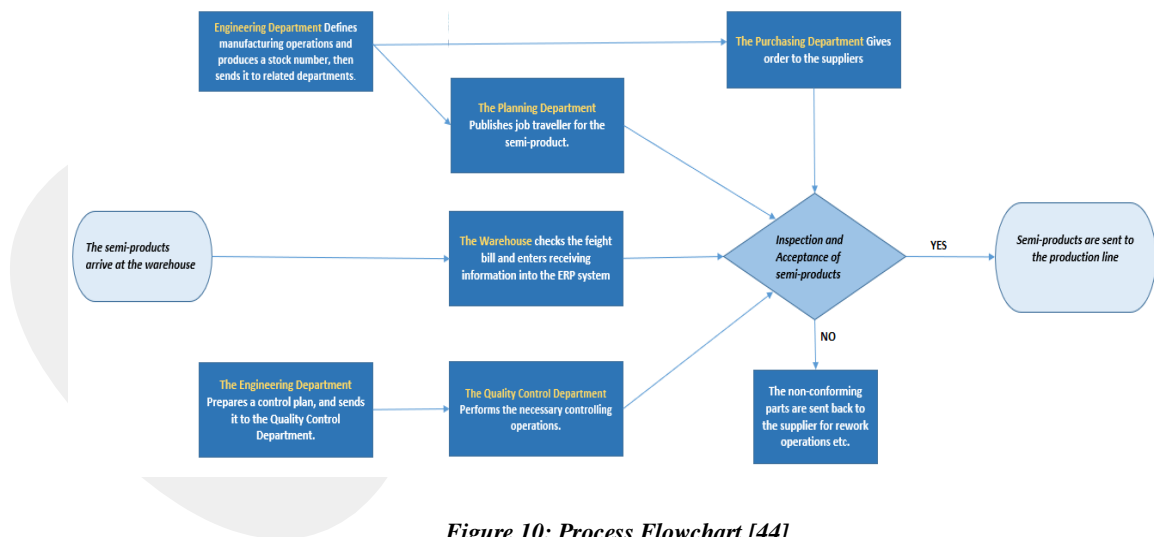 Engineering Department Defines
manufacturing operations and
produces a stock number, then
sends it to related departments.
The Purchasing Department Gives
order to the suppliers
The Planning Department
Publishes job traveller for the
semi-product.
The semi-products
arrive at the warehouse
The Warehouse checks the feight
bill and enters receiving
information into the ERP system
Inspection and
Acceptance of
semi-products
YES
Semi-products are sent to
the production line
NO
The Engineering Department
Prepares a control plan, and sends
it to the Quality Control
Department.
The Quality Control Department
Performs the necessary controlling
operations.
The non-conforming
parts are sent back to
the supplier for rework
operations etc.
Figure 10: Process Flowchart [44]